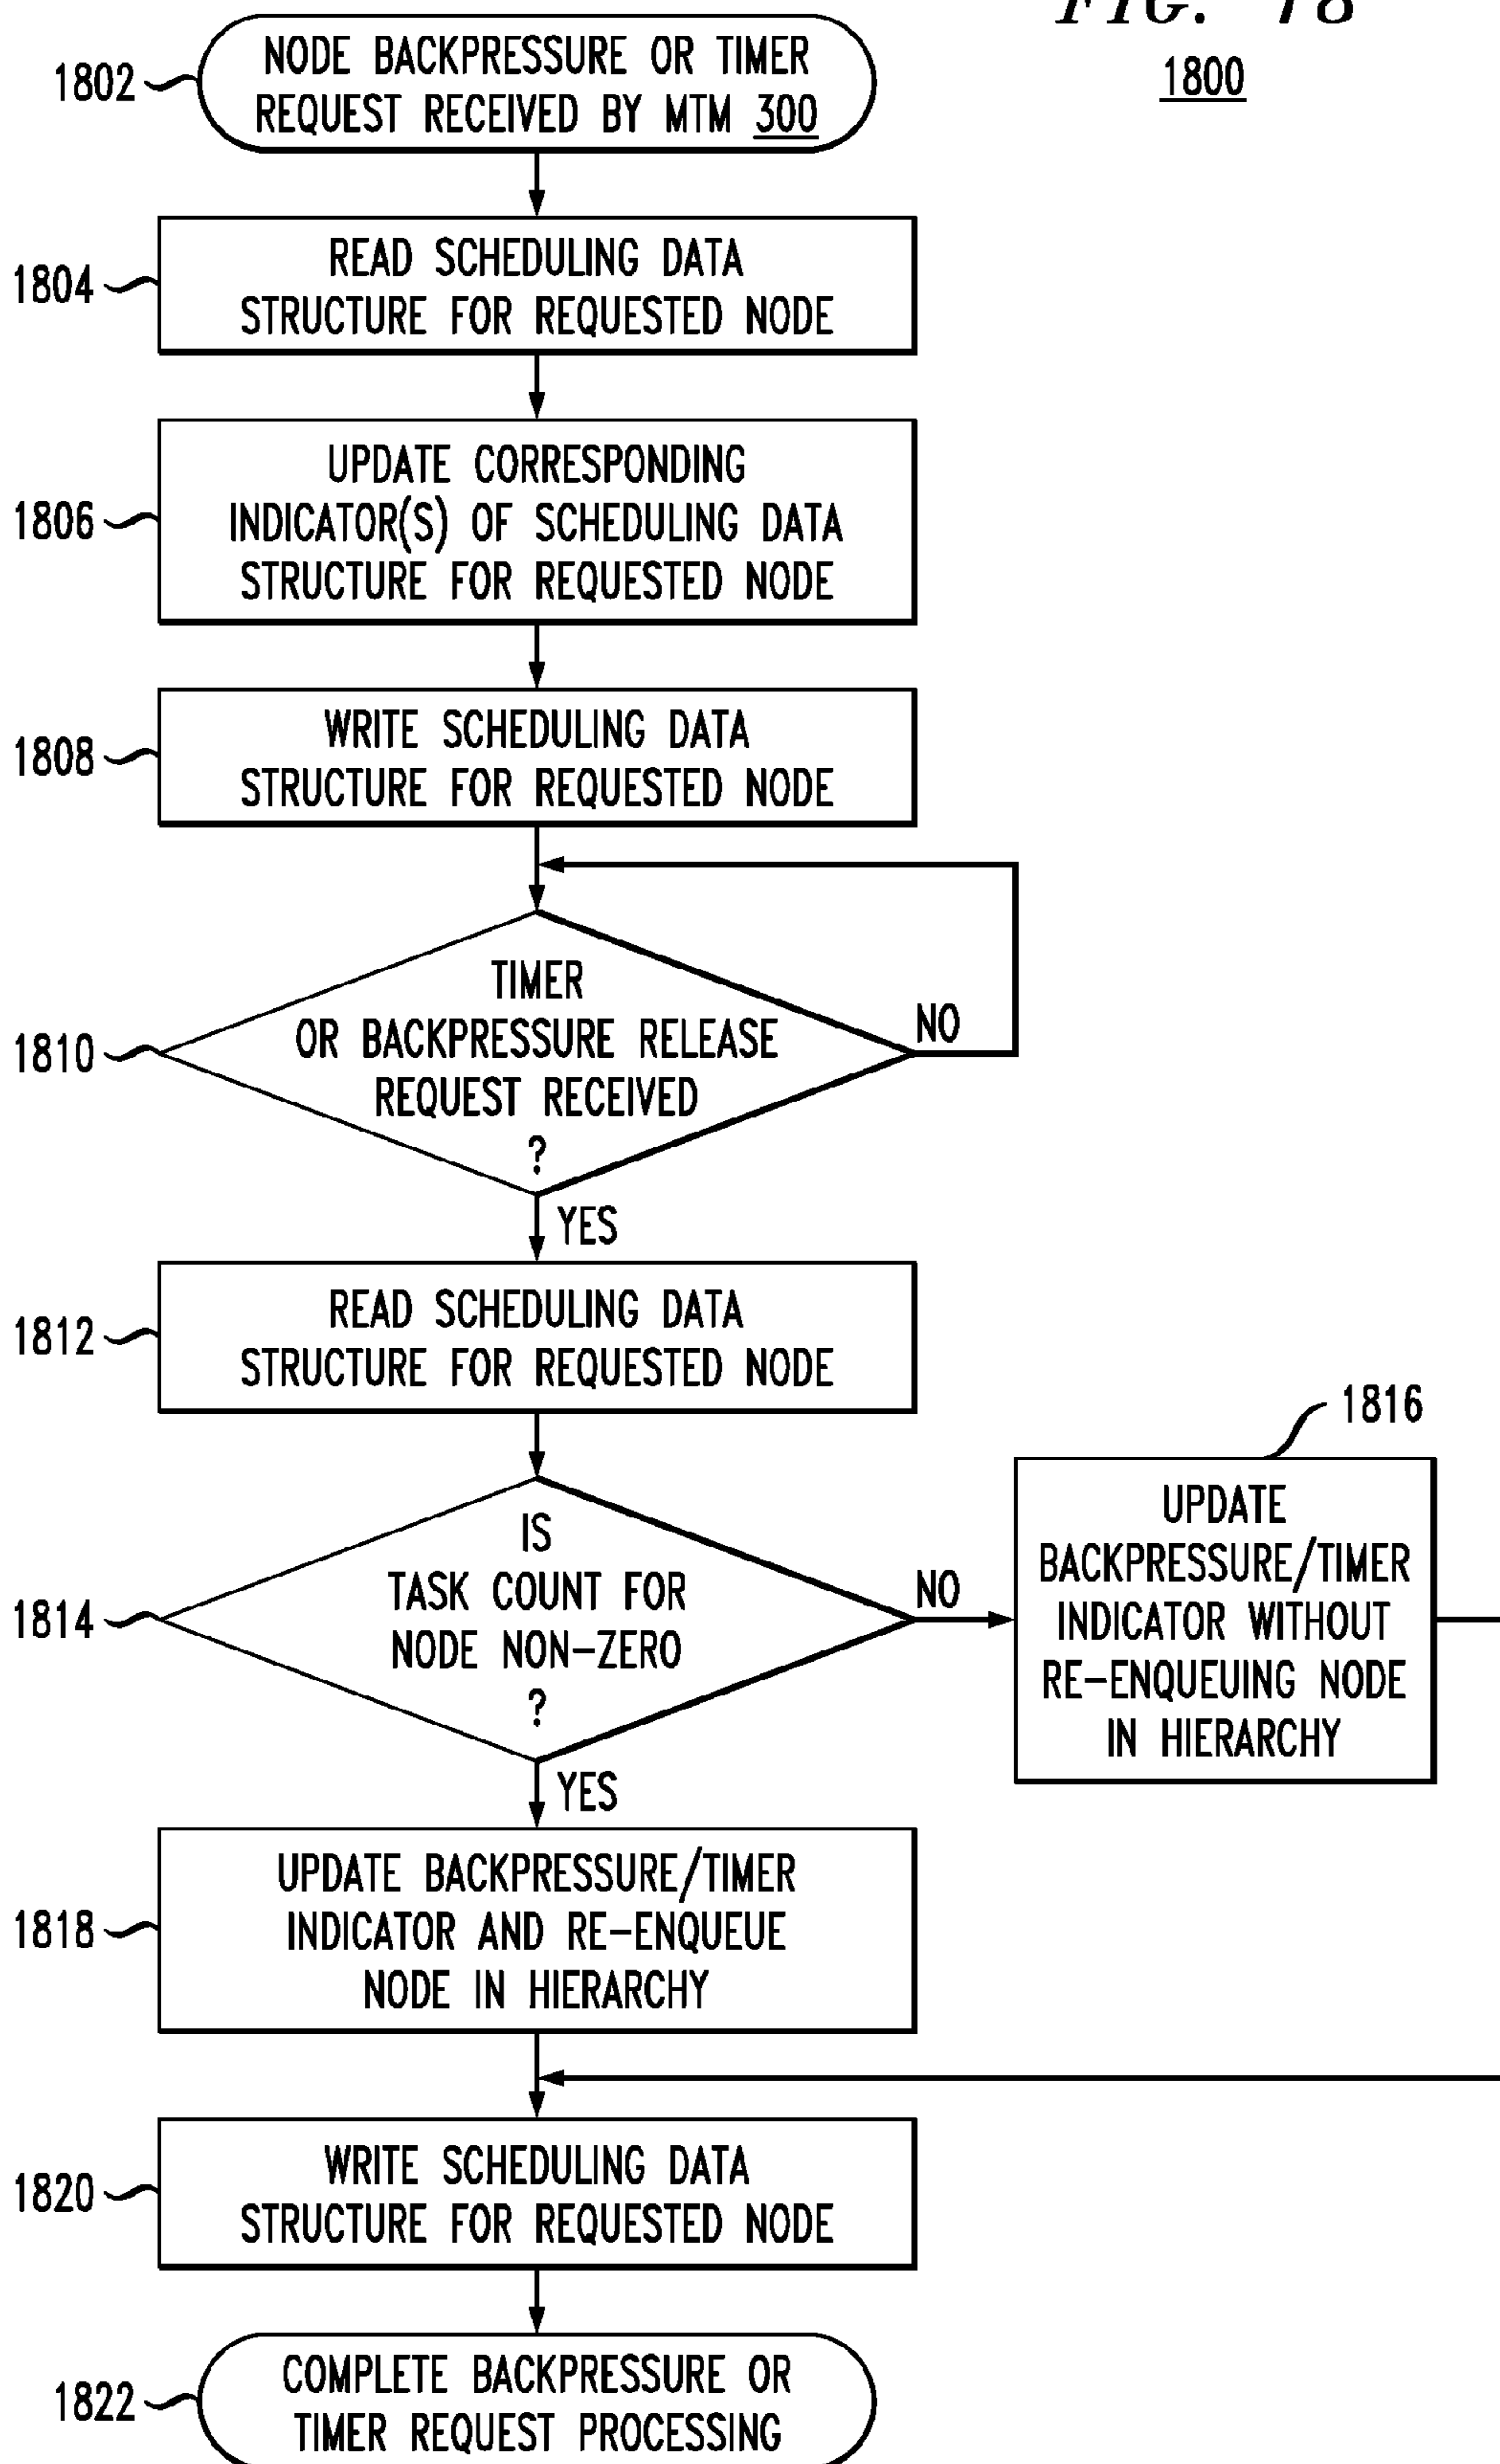 FIG. 18
1800
1802
NODE BACKPRESSURE OR TIMER
REQUEST RECEIVED BY MTM 300
1804
READ SCHEDULING DATA
STRUCTURE FOR REQUESTED NODE
1806
UPDATE CORRESPONDING
INDICATOR(S) OF SCHEDULING DATA
STRUCTURE FOR REQUESTED NODE
1808
WRITE SCHEDULING DATA
STRUCTURE FOR REQUESTED NODE
1810
TIMER
OR BACKPRESSURE RELEASE
REQUEST RECEIVED
?
NO
YES
1812
READ SCHEDULING DATA
STRUCTURE FOR REQUESTED NODE
1814
IS
TASK COUNT FOR
NODE NON-ZERO
?
NO
1816
UPDATE
BACKPRESSURE/TIMER
INDICATOR WITHOUT
RE-ENQUEUING NODE
IN HIERARCHY
YES
1818
UPDATE BACKPRESSURE/TIMER
INDICATOR AND RE-ENQUEUE
NODE IN HIERARCHY
1820
WRITE SCHEDULING DATA
STRUCTURE FOR REQUESTED NODE
1822
COMPLETE BACKPRESSURE OR
TIMER REQUEST PROCESSING